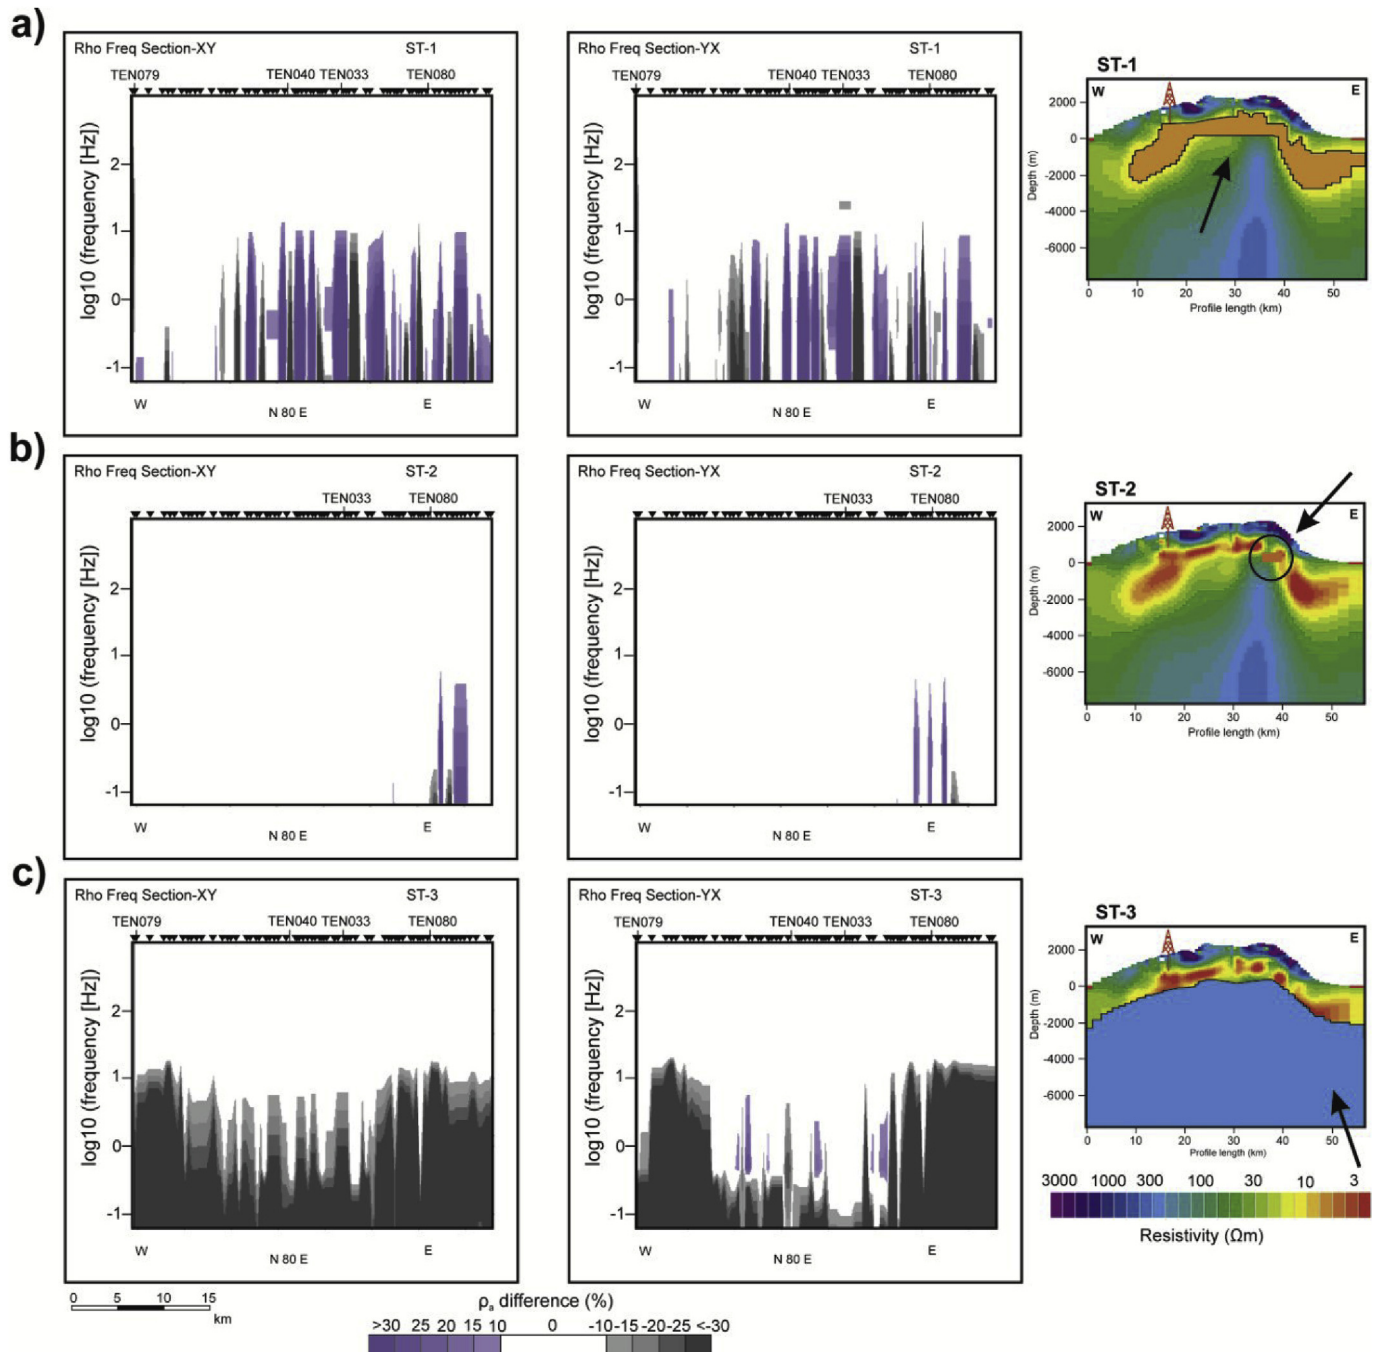 a)
Rho Freq Section-XY ST-1
TEN079 TEN040 TEN033 TEN080
log10 (frequency [Hz])
2
1
0
-1
W N 80 E E
Rho Freq Section-YX ST-1
TEN079 TEN040 TEN033 TEN080
log10 (frequency [Hz])
2
1
0
-1
W N 80 E E
ST-1
W E
Depth (m)
2000
0
-2000
-4000
-6000
0 10 20 30 40 50
Profile length (km)
b)
Rho Freq Section-XY ST-2
TEN033 TEN080
log10 (frequency [Hz])
2
1
0
-1
W N 80 E E
Rho Freq Section-YX ST-2
TEN033 TEN080
log10 (frequency [Hz])
2
1
0
-1
W N 80 E E
ST-2
W E
Depth (m)
2000
0
-2000
-4000
-6000
0 10 20 30 40 50
Profile length (km)
c)
Rho Freq Section-XY ST-3
TEN079 TEN040 TEN033 TEN080
log10 (frequency [Hz])
2
1
0
-1
W N 80 E E
Rho Freq Section-YX ST-3
TEN079 TEN040 TEN033 TEN080
log10 (frequency [Hz])
2
1
0
-1
W N 80 E E
ST-3
W E
Depth (m)
2000
0
-2000
-4000
-6000
0 10 20 30 40 50
Profile length (km)
3000 1000 300 100 30 10 3
Resistivity (Ωm)
0 5 10 15
km
ρa difference (%)
>30 25 20 15 10 0 -10 -15 -20 -25 <-30